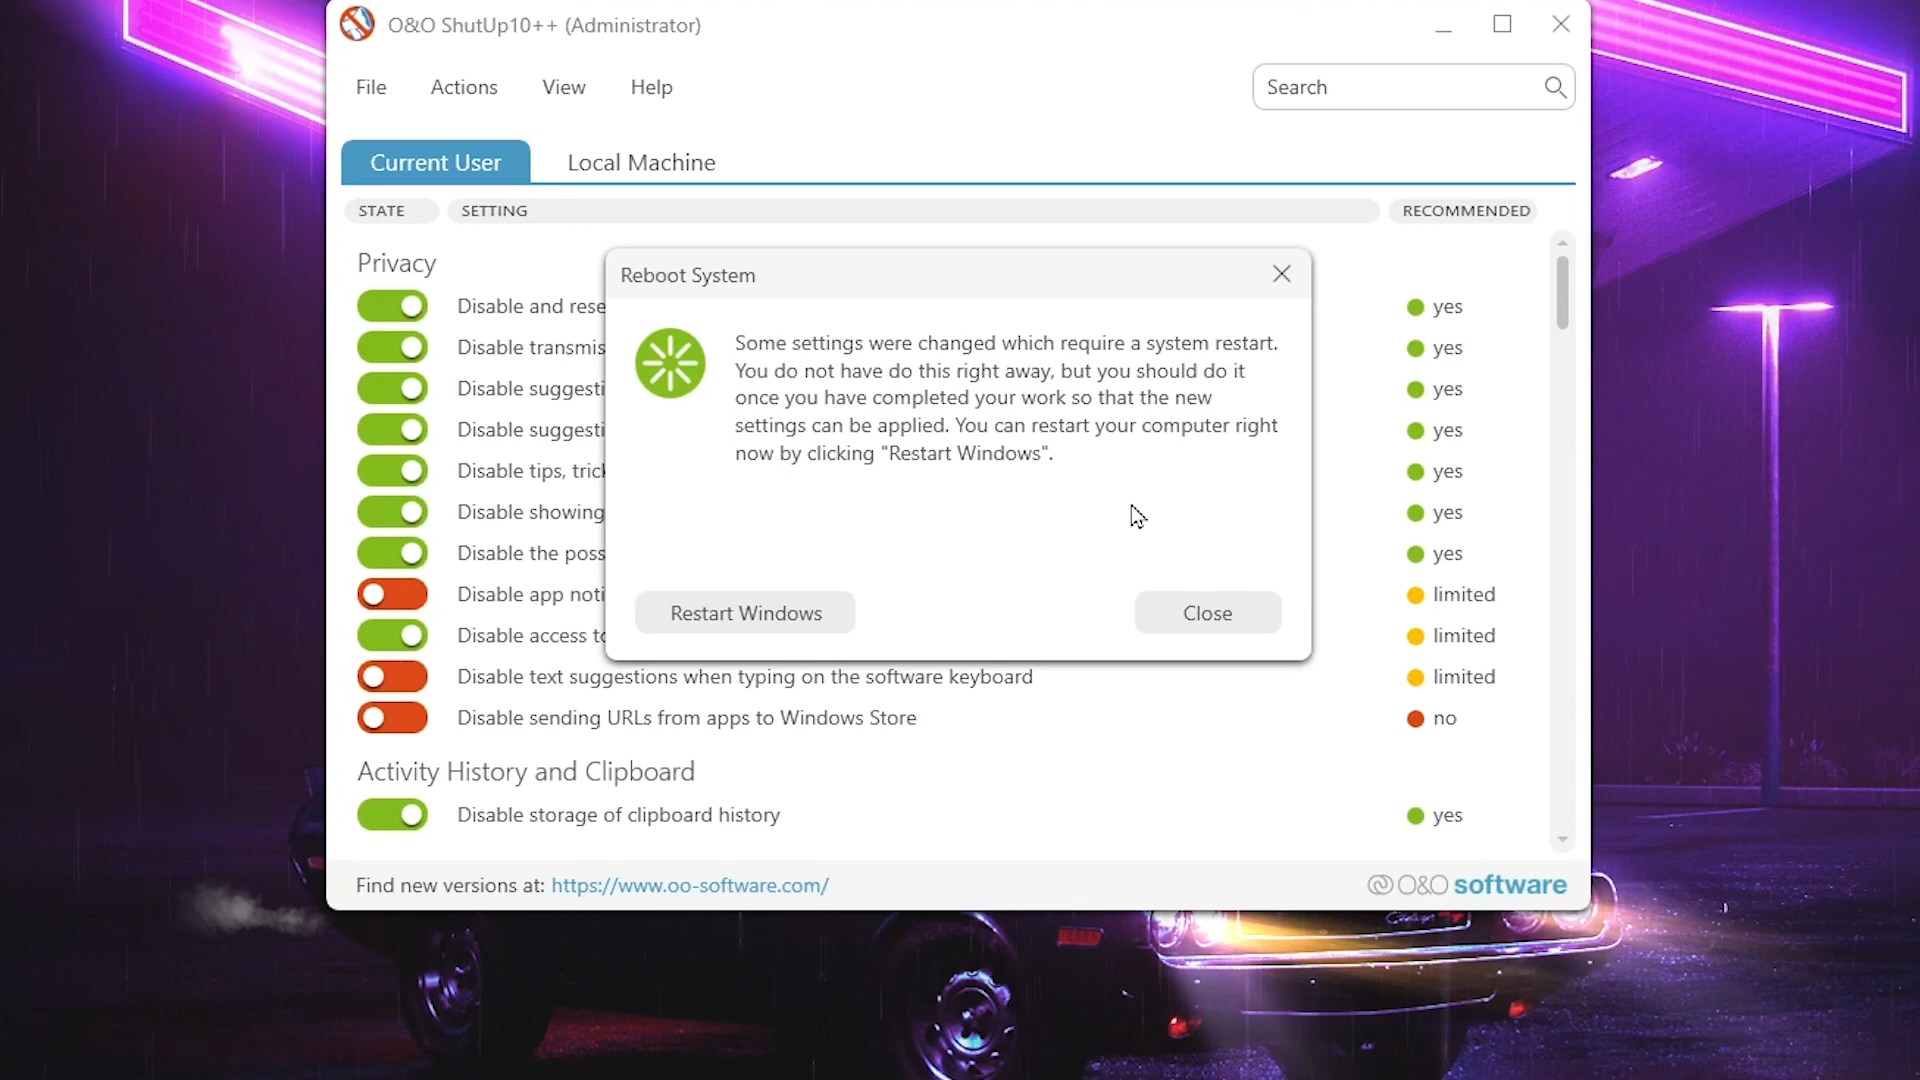 O&O ShutUp10++ (Administrator)
File Actions View Help
Search
Current User
Local Machine
STATE
SETTING
RECOMMENDED
Privacy
Disable and rese
yes
Disable transmis
yes
Disable suggesti
yes
Disable suggesti
yes
Disable tips, trick
yes
Disable showing
yes
Disable the poss
yes
Disable app noti
limited
Disable access to
limited
Disable text suggestions when typing on the software keyboard
limited
Disable sending URLs from apps to Windows Store
no
Reboot System
Some settings were changed which require a system restart.
You do not have do this right away, but you should do it
once you have completed your work so that the new
settings can be applied. You can restart your computer right
now by clicking "Restart Windows".
Restart Windows
Close
Activity History and Clipboard
Disable storage of clipboard history
yes
Find new versions at: https://www.oo-software.com/
O&O software